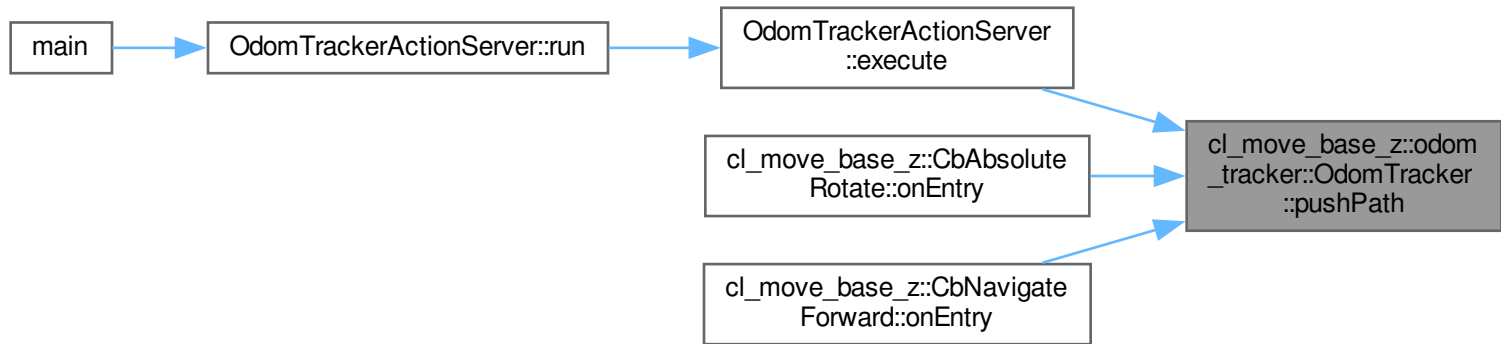 main
OdomTrackerActionServer::run
OdomTrackerActionServer
::execute
cl_move_base_z::CbAbsolute
Rotate::onEntry
cl_move_base_z::CbNavigate
Forward::onEntry
cl_move_base_z::odom
_tracker::OdomTracker
::pushPath